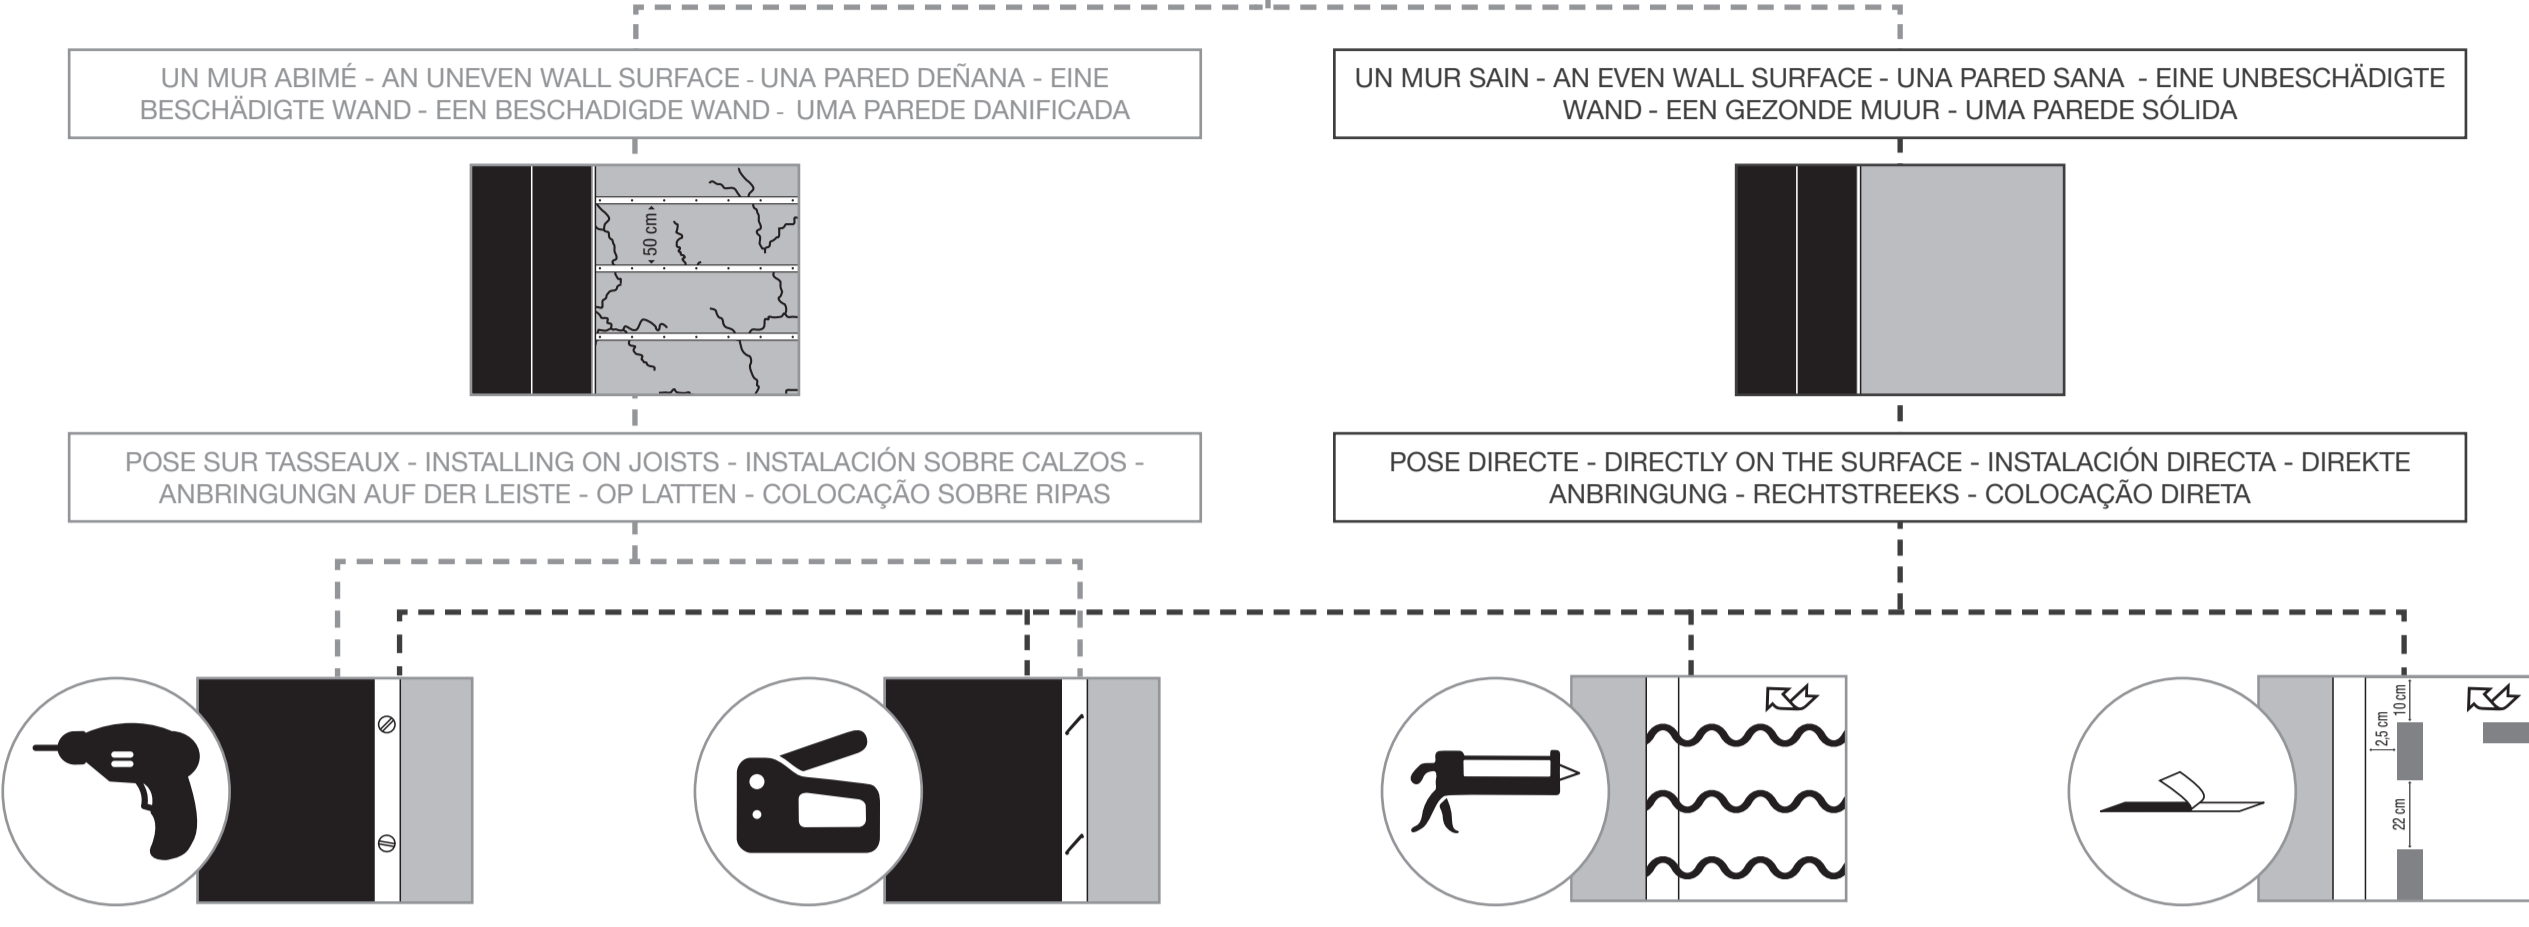 UN MUR ABIMÉ - AN UNEVEN WALL SURFACE - UNA PARED DEÑANA - EINE
BESCHÄDIGTE WAND - EEN BESCHADIGDE WAND - UMA PAREDE DANIFICADA
UN MUR SAIN - AN EVEN WALL SURFACE - UNA PARED SANA - EINE UNBESCHÄDIGTE
WAND - EEN GEZONDE MUUR - UMA PAREDE SÓLIDA
50 cm
POSE SUR TASSEAUX - INSTALLING ON JOISTS - INSTALACIÓN SOBRE CALZOS -
ANBRINGUNGN AUF DER LEISTE - OP LATTEN - COLOCAÇÃO SOBRE RIPAS
POSE DIRECTE - DIRECTLY ON THE SURFACE - INSTALACIÓN DIRECTA - DIREKTE
ANBRINGUNG - RECHTSTREEKS - COLOCAÇÃO DIRETA
10 cm
2,5 cm
22 cm